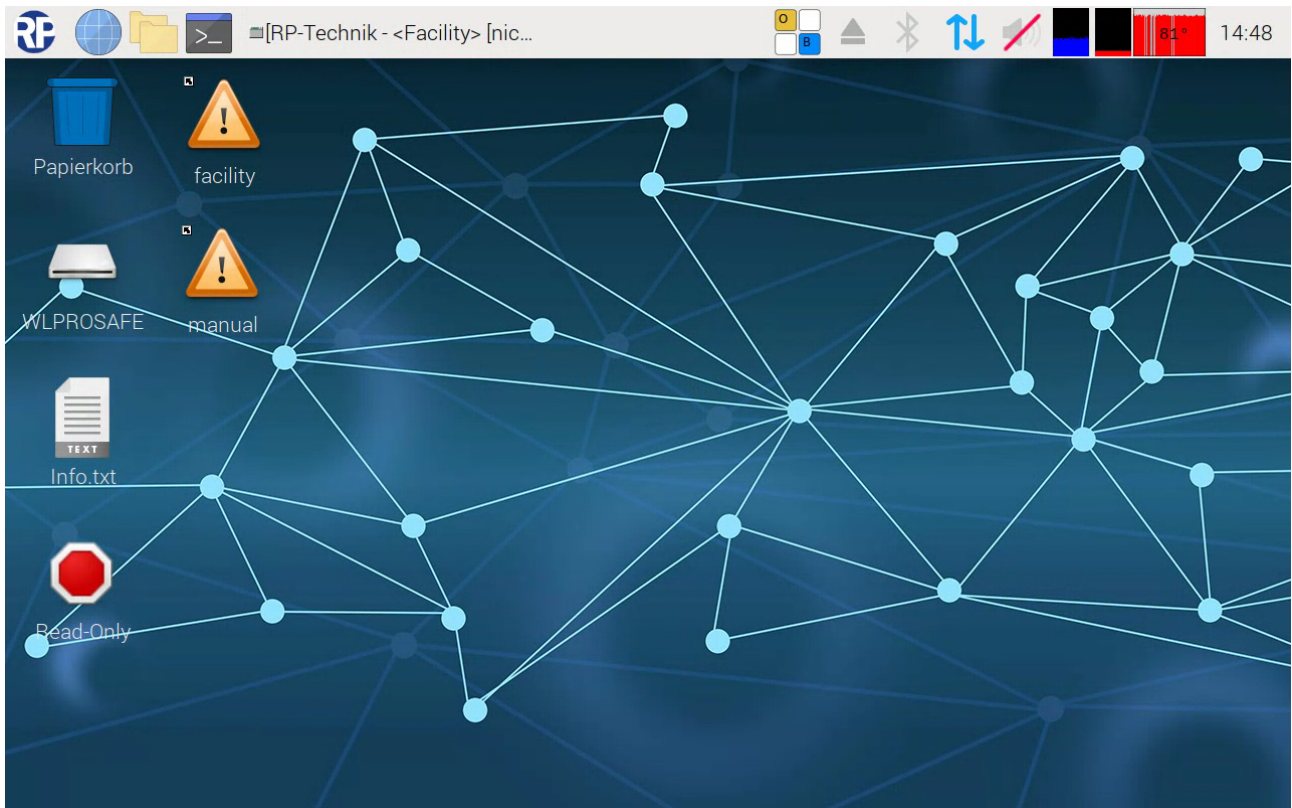 RP
>_
[RP-Technik - <Facility> [nic...
O
B
81°
14:48
Papierkorb
facility
WLPROSAFE
manual
TEXT
Info.txt
Read-Only